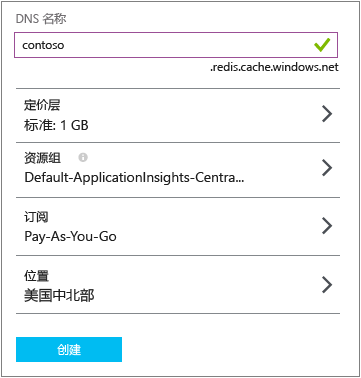 DNS 名称
contoso
.redis.cache.windows.net
定价层
标准: 1 GB
资源组
Default-ApplicationInsights-Centra...
订阅
Pay-As-You-Go
位置
美国中北部
创建